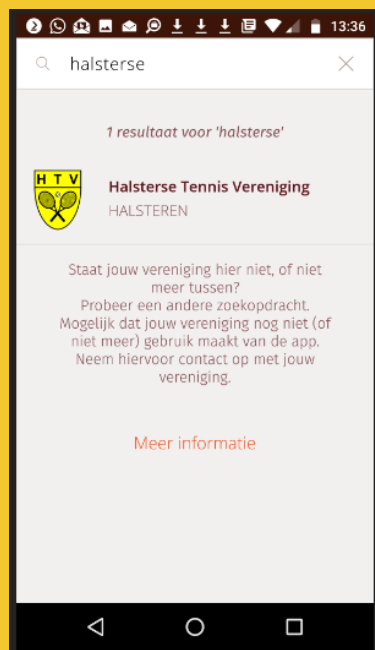 13:36
halsterse
1 resultaat voor 'halsterse'
HTV
Halsterse Tennis Vereniging
HALSTEREN
Staat jouw vereniging hier niet, of niet
meer tussen?
Probeer een andere zoekopdracht.
Mogelijk dat jouw vereniging nog niet (of
niet meer) gebruik maakt van de app.
Neem hiervoor contact op met jouw
vereniging.
Meer informatie